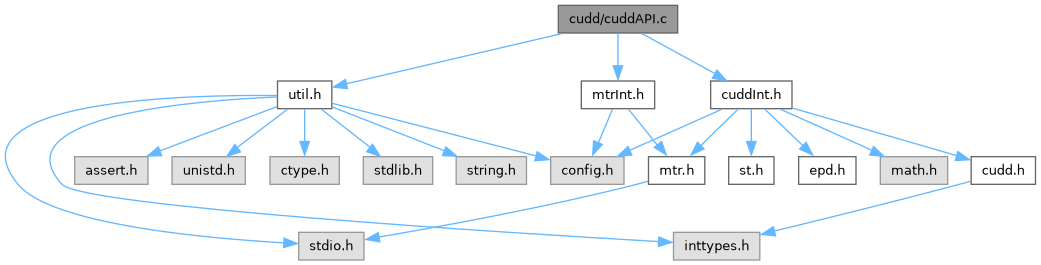 cudd/cuddAPI.c
util.h
mtrInt.h
cuddInt.h
assert.h
unistd.h
ctype.h
stdlib.h
string.h
config.h
mtr.h
st.h
epd.h
math.h
cudd.h
stdio.h
inttypes.h